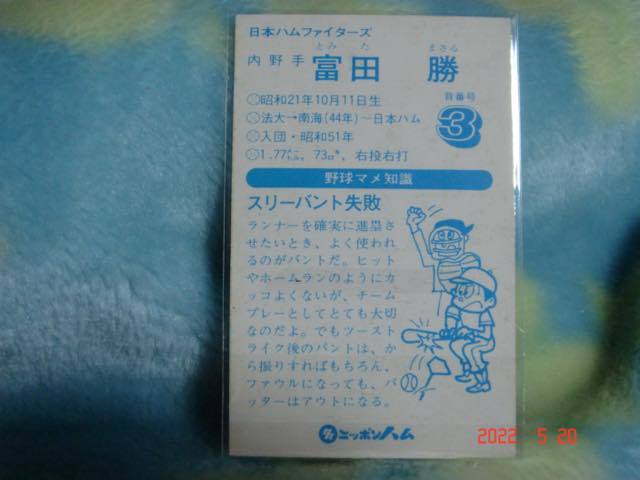 日本ハムファイターズ
とみ た まさる
内野手 富田 勝
背番号
3
○昭和21年10月11日生
○法大→南海(44年)〜日本ハム
○入団・昭和51年
○1.77メートル、73キロ、右投右打
野球マメ知識
スリーバント失敗
ランナーを確実に進塁さ
せたいとき、よく使われ
るのがバントだ。ヒット
やホームランのようにカ
ッコよくないが、チーム
プレーとしてとても大切
なのだよ。でもツースト
ライク後のバントは、か
ら振りすればもちろん、
ファウルになっても、バ
ッターはアウトになる。
ニッポンハム
2022 5 20